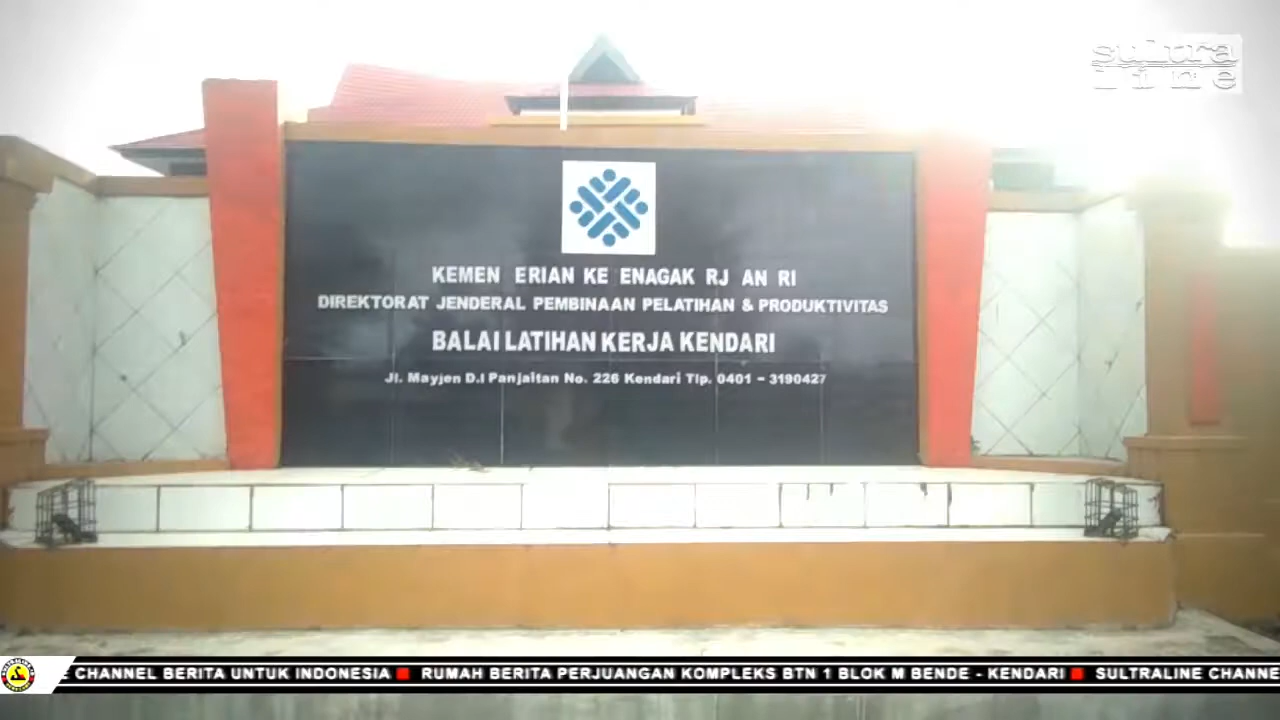 sultra
line
KEMEN ERIAN KE ENAGAK RJ AN RI
DIREKTORAT JENDERAL PEMBINAAN PELATIHAN & PRODUKTIVITAS
BALAI LATIHAN KERJA KENDARI
Jl. Mayjen D.I Panjaitan No. 226 Kendari Tlp. 0401 - 3190427
E CHANNEL BERITA UNTUK INDONESIA RUMAH BERITA PERJUANGAN KOMPLEKS BTN 1 BLOK M BENDE - KENDARI SULTRALINE CHANNE